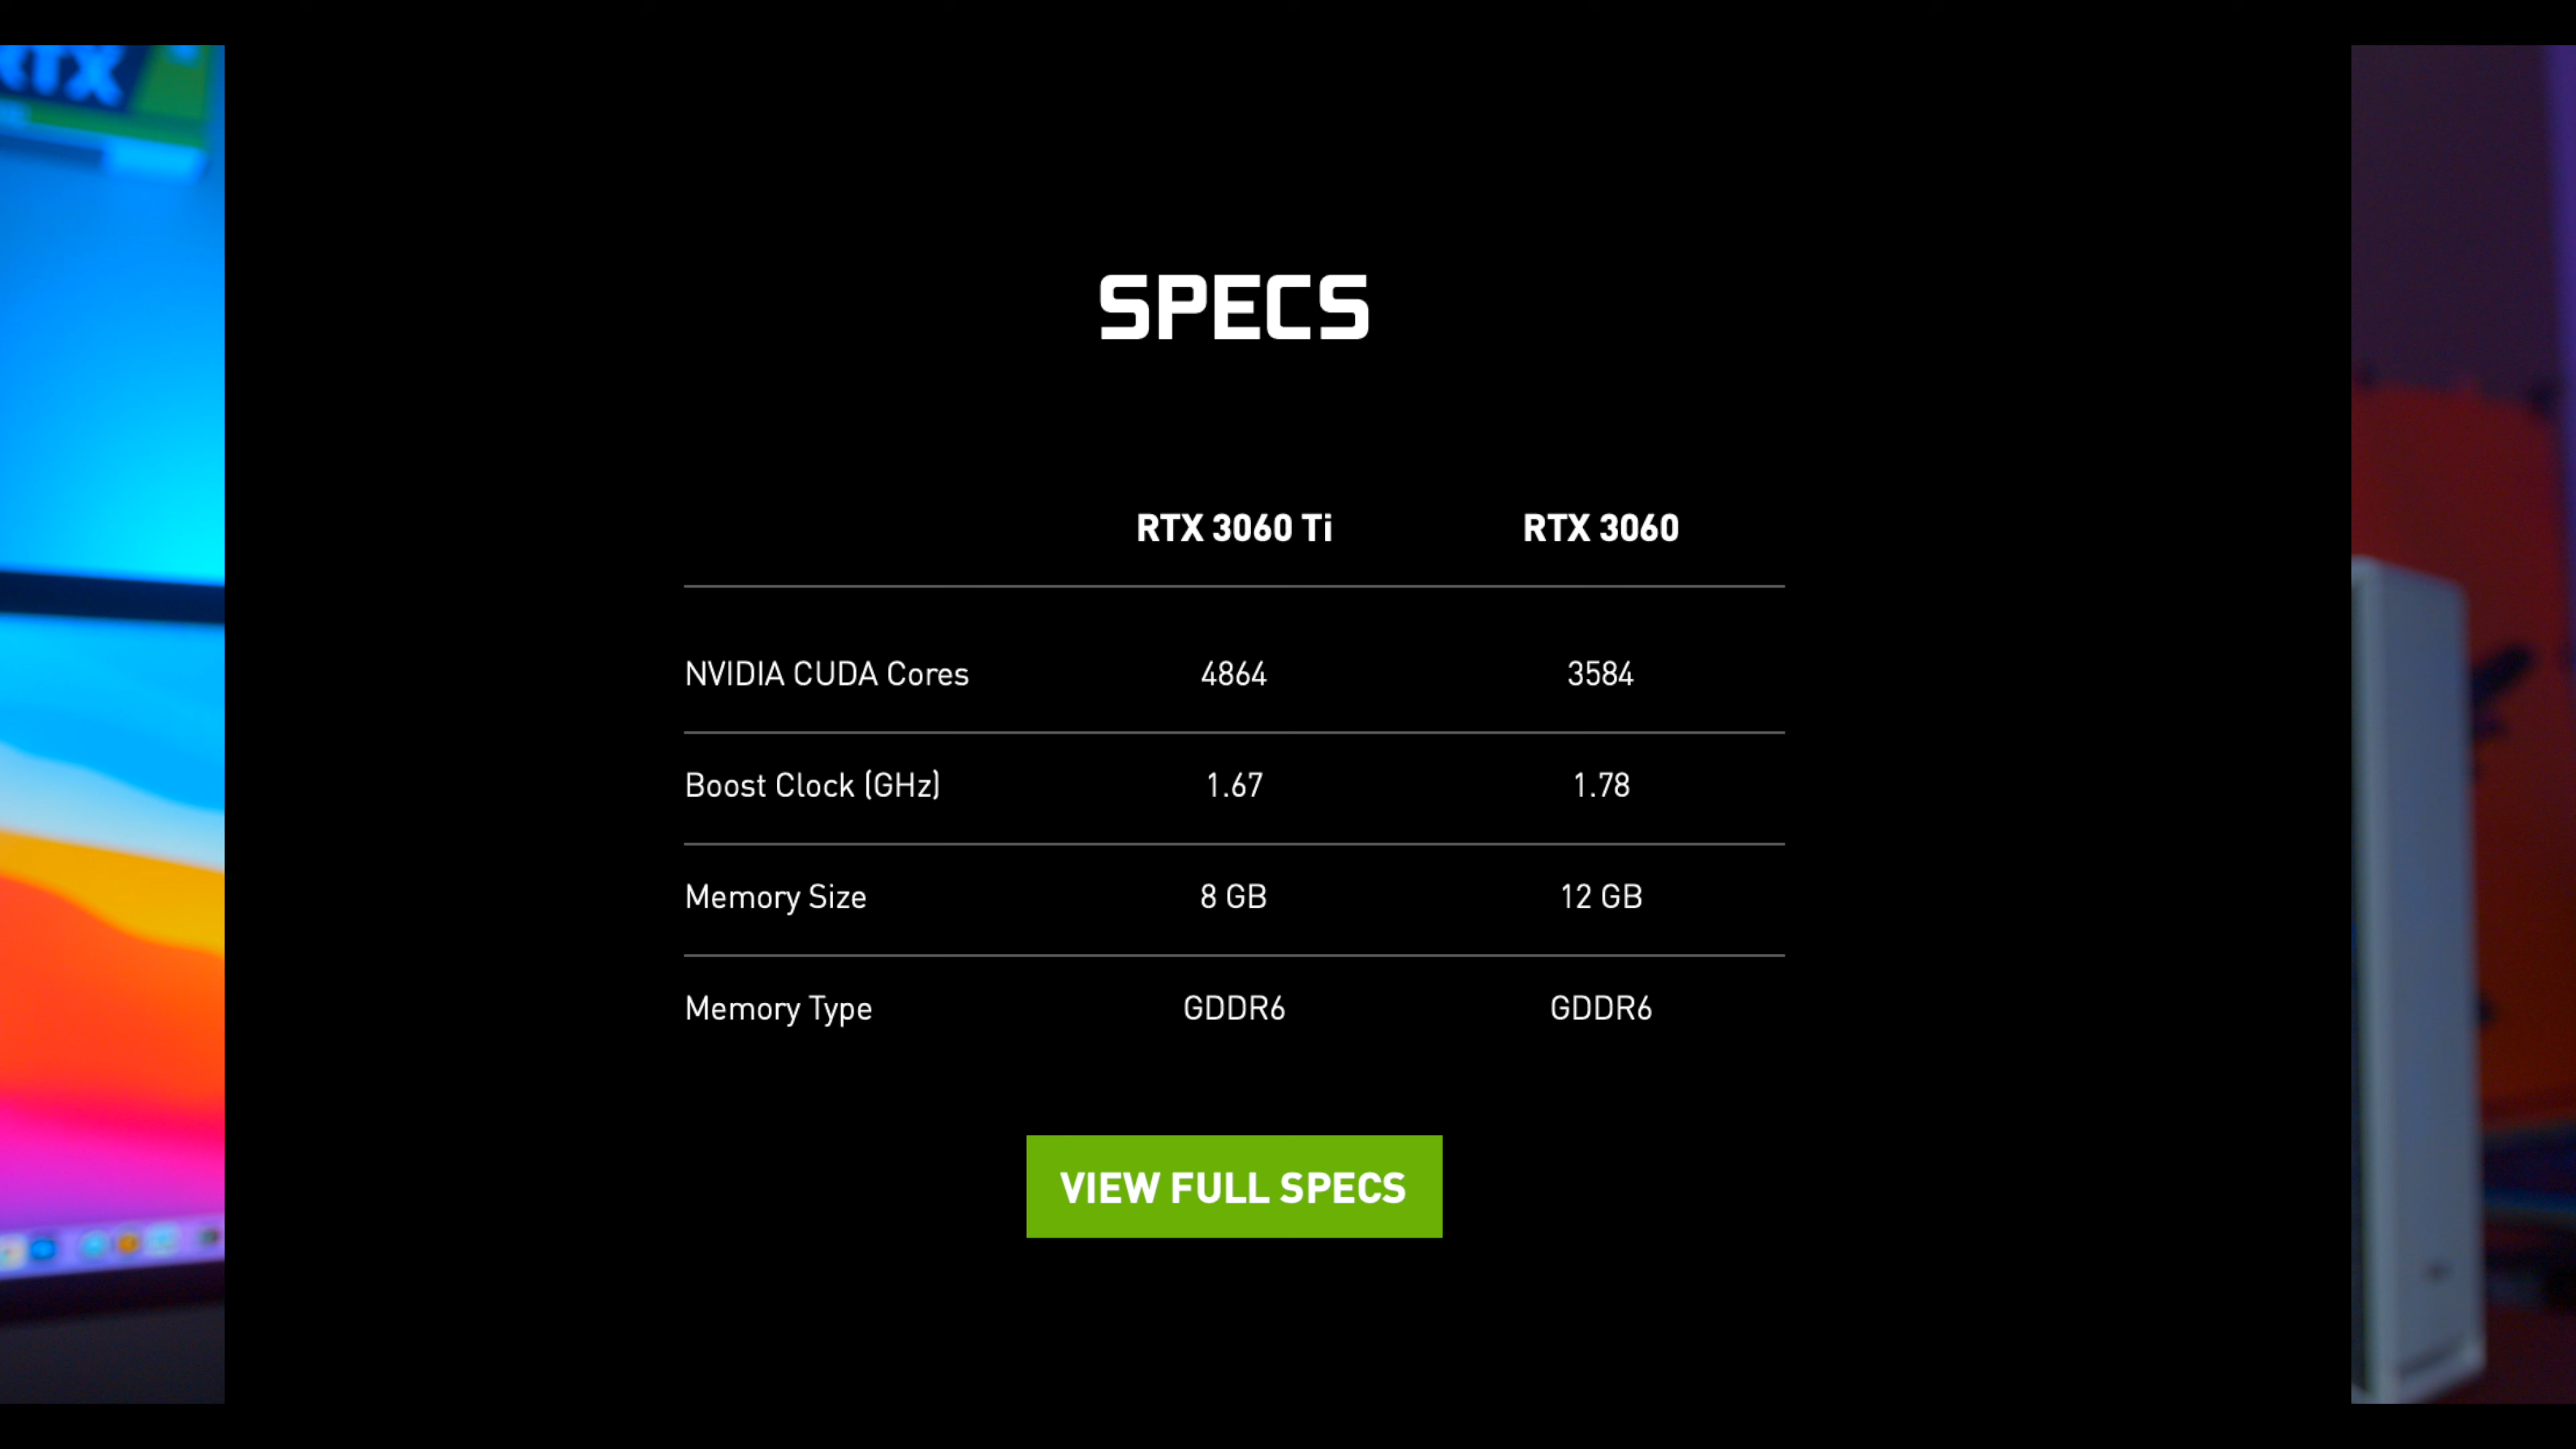 RTX
SPECS
RTX 3060 Ti RTX 3060
NVIDIA CUDA Cores 4864 3584
Boost Clock (GHz) 1.67 1.78
Memory Size 8 GB 12 GB
Memory Type GDDR6 GDDR6
VIEW FULL SPECS